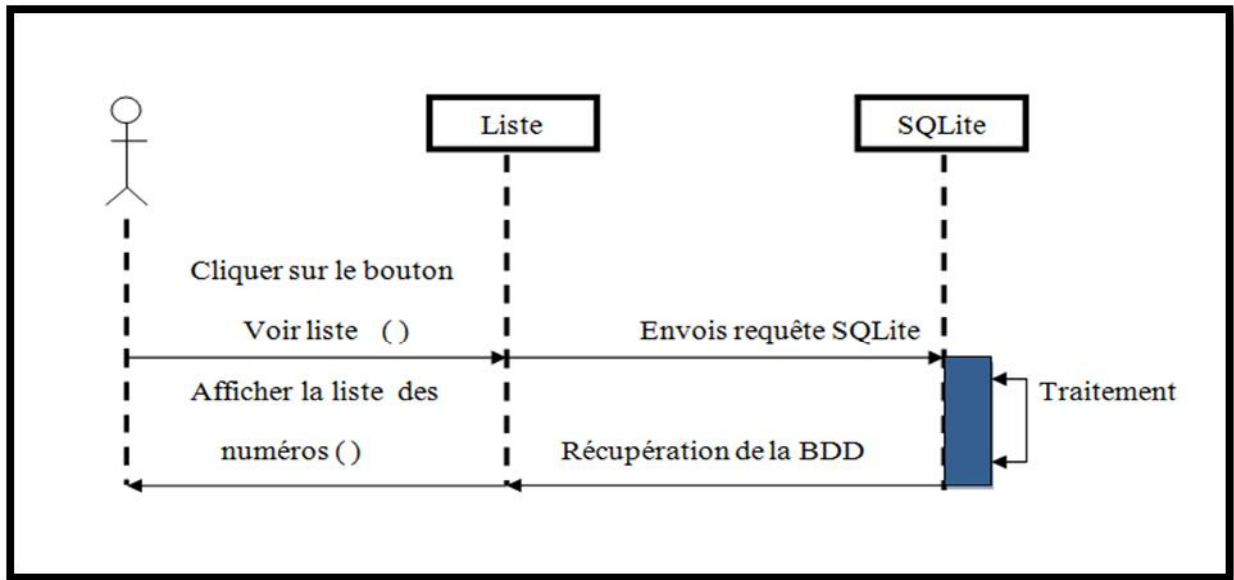 Liste
SQLite
Cliquer sur le bouton
Voir liste ( )
Envois requête SQLite
Afficher la liste des
numéros ( )
Traitement
Récupération de la BDD